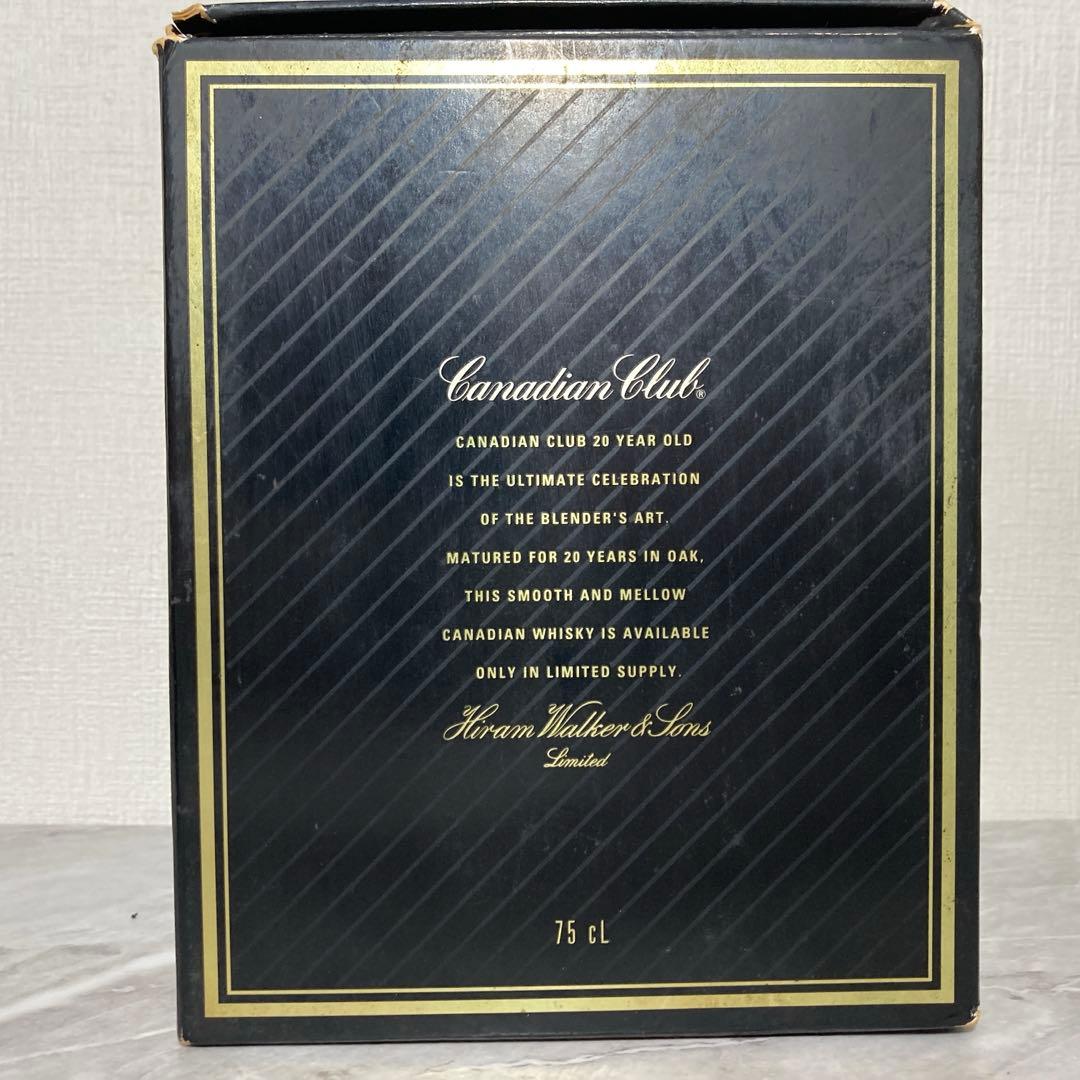 Canadian Club®
CANADIAN CLUB 20 YEAR OLD
IS THE ULTIMATE CELEBRATION
OF THE BLENDER'S ART.
MATURED FOR 20 YEARS IN OAK,
THIS SMOOTH AND MELLOW
CANADIAN WHISKY IS AVAILABLE
ONLY IN LIMITED SUPPLY.
Hiram Walker & Sons
Limited
75 cL